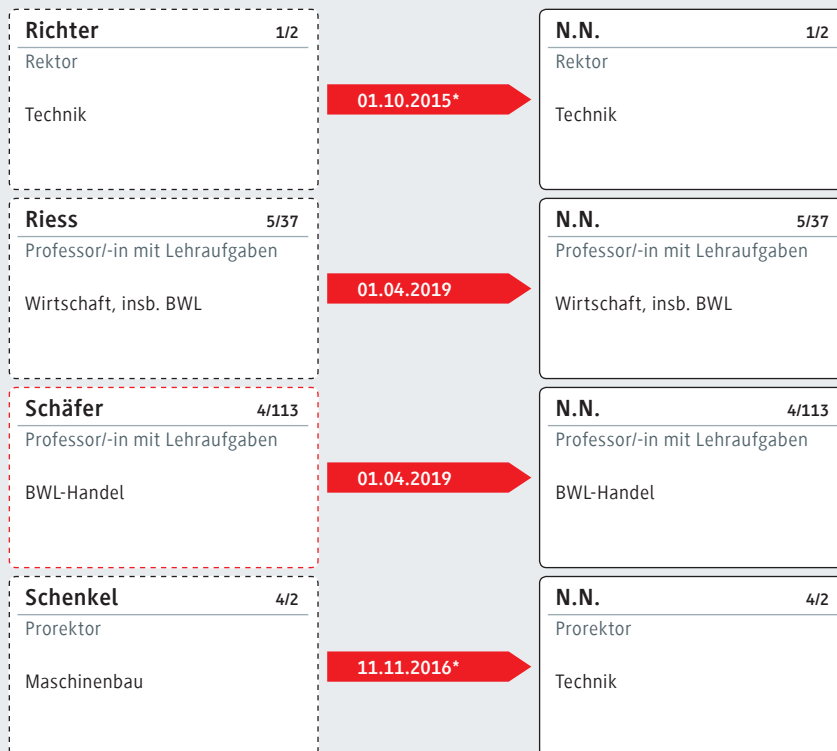 Richter 1/2
Rektor
Technik
01.10.2015*
N.N. 1/2
Rektor
Technik
Riess 5/37
Professor/-in mit Lehraufgaben
Wirtschaft, insb. BWL
01.04.2019
N.N. 5/37
Professor/-in mit Lehraufgaben
Wirtschaft, insb. BWL
Schäfer 4/113
Professor/-in mit Lehraufgaben
BWL-Handel
01.04.2019
N.N. 4/113
Professor/-in mit Lehraufgaben
BWL-Handel
Schenkel 4/2
Prorektor
Maschinenbau
11.11.2016*
N.N. 4/2
Prorektor
Technik